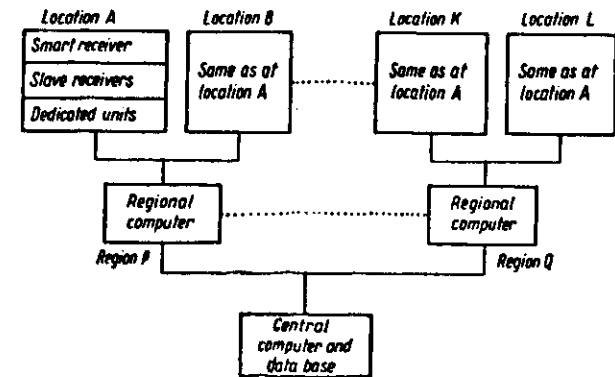 Location A
Location B
Location K
Location L
Smart receiver
Slave receivers
Dedicated units
Same as at
location A
Same as at
location A
Same as at
location A
Regional
computer
Regional
computer
Region P
Region Q
Central
computer and
data base